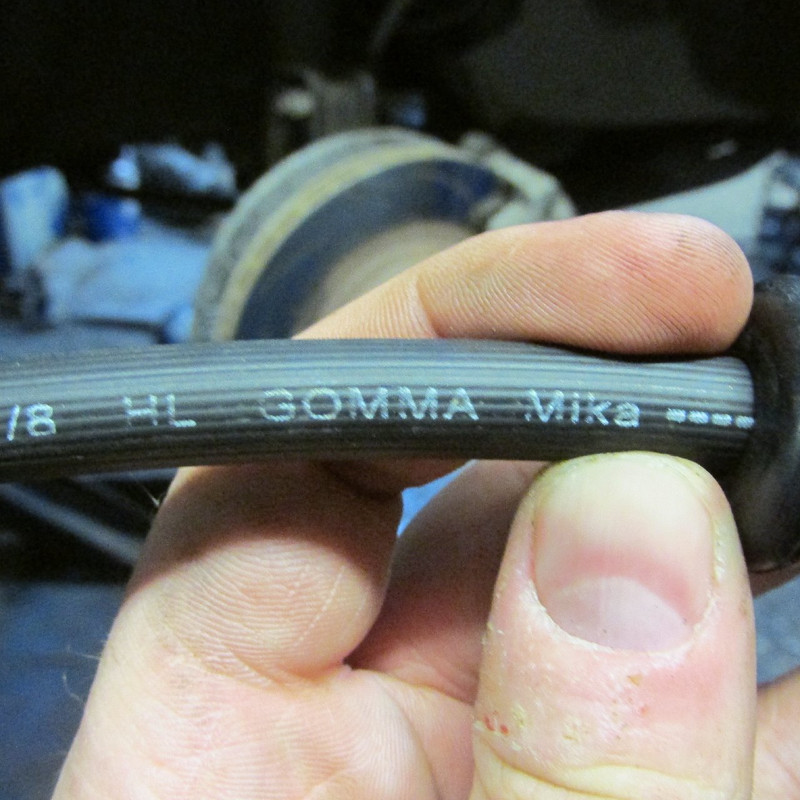 /8 HL GOMMA Mika ----